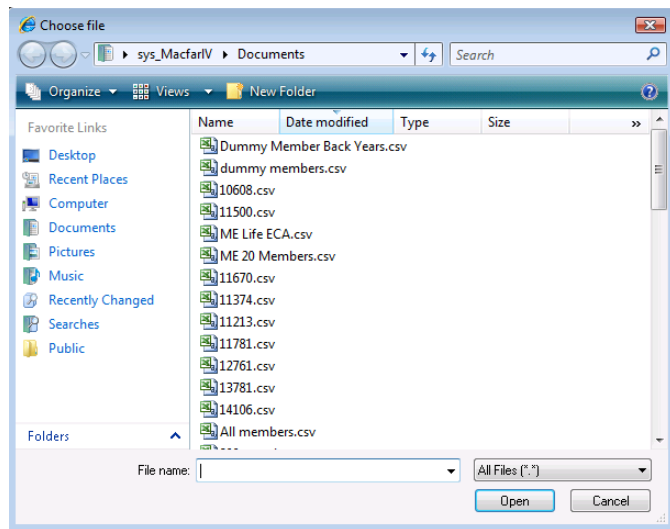 Choose file
sys_MacfarlV Documents Search
Organize Views New Folder
Favorite Links
Desktop
Recent Places
Computer
Documents
Pictures
Music
Recently Changed
Searches
Public
Folders
Name Date modified Type Size »
Dummy Member Back Years.csv
dummy members.csv
10608.csv
11500.csv
ME Life ECA.csv
ME 20 Members.csv
11670.csv
11374.csv
11213.csv
11781.csv
12761.csv
13781.csv
14106.csv
All members.csv
File name: All Files (*.*)
Open Cancel